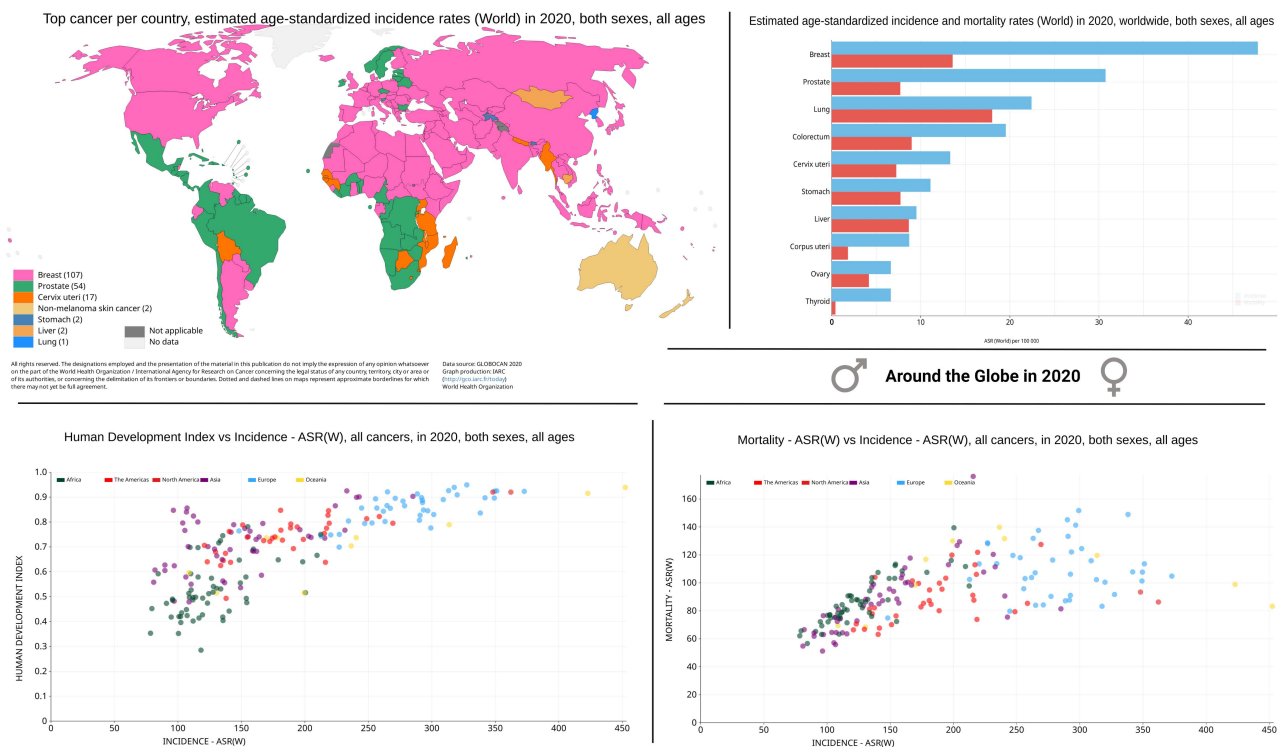 Top cancer per country, estimated age-standardized incidence rates (World) in 2020, both sexes, all ages
Breast (107)
Prostate (54)
Cervix uteri (17)
Non-melanoma skin cancer (2)
Stomach (2)
Liver (2)
Lung (1)
Not applicable
No data
All rights reserved. The designations employed and the presentation of the material in this publication do not imply the expression of any opinion whatsoever
on the part of the World Health Organization / International Agency for Research on Cancer concerning the legal status of any country, territory, city or area or
of its authorities, or concerning the delimitation of its frontiers or boundaries. Dotted and dashed lines on maps represent approximate borderlines for which
there may not yet be full agreement.
Data source: GLOBOCAN 2020
Graph production: IARC
(http://gco.iarc.fr/today)
World Health Organization
Estimated age-standardized incidence and mortality rates (World) in 2020, worldwide, both sexes, all ages
Breast
Prostate
Lung
Colorectum
Cervix uteri
Stomach
Liver
Corpus uteri
Ovary
Thyroid
0 10 20 30 40
ASR (World) per 100 000
Around the Globe in 2020
Human Development Index vs Incidence - ASR(W), all cancers, in 2020, both sexes, all ages
Africa The Americas North America Asia Europe Oceania
HUMAN DEVELOPMENT INDEX
1.0
0.9
0.8
0.7
0.6
0.5
0.4
0.3
0.2
0.1
0
0 50 100 150 200 250 300 350 400 450
INCIDENCE - ASR(W)
Mortality - ASR(W) vs Incidence - ASR(W), all cancers, in 2020, both sexes, all ages
Africa The Americas North America Asia Europe Oceania
MORTALITY - ASR(W)
160
140
120
100
80
60
40
20
0
0 50 100 150 200 250 300 350 400 450
INCIDENCE - ASR(W)